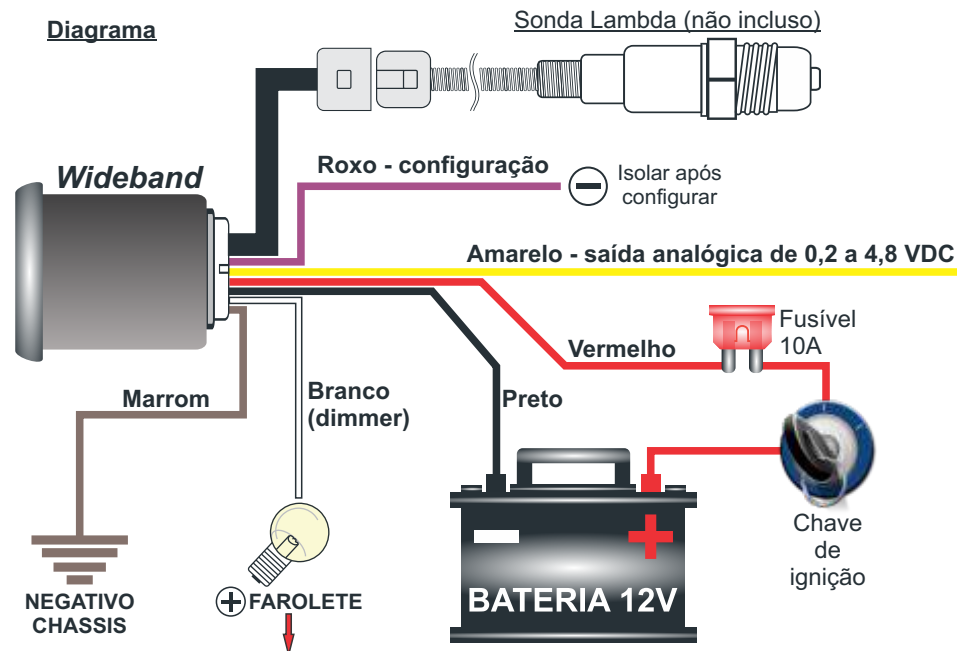 Diagrama
Sonda Lambda (não incluso)
Wideband
Roxo - configuração
Isolar após
configurar
Amarelo - saída analógica de 0,2 a 4,8 VDC
Fusível
10A
Vermelho
Marrom
Branco
(dimmer)
Preto
Chave
de
ignição
NEGATIVO
CHASSIS
FAROLETE
BATERIA 12V